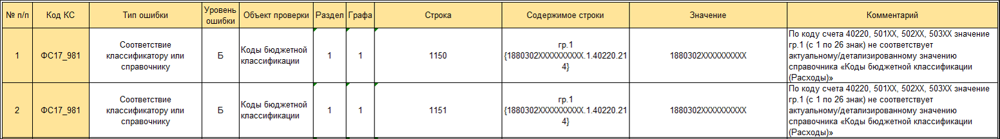 № п/п Код КС Тип ошибки Уровень ошибки Объект проверки Раздел Графа Строка Содержимое строки Значение Комментарий
1 ФС17_981 Соответствие классификатору или справочнику Б Коды бюджетной классификации 1 1 1150 гр.1 {1880302XXXXXXXXXX.1.40220.214} 1880302XXXXXXXXXX По коду счета 40220, 501XX, 502XX, 503XX значение
гр.1 (с 1 по 26 знак) не соответствует
актуальному/детализированному значению
справочника «Коды бюджетной классификации
(Расходы)»
2 ФС17_981 Соответствие классификатору или справочнику Б Коды бюджетной классификации 1 1 1151 гр.1 {1880302XXXXXXXXXX.1.40220.214} 1880302XXXXXXXXXX По коду счета 40220, 501XX, 502XX, 503XX значение
гр.1 (с 1 по 26 знак) не соответствует
актуальному/детализированному значению
справочника «Коды бюджетной классификации
(Расходы)»